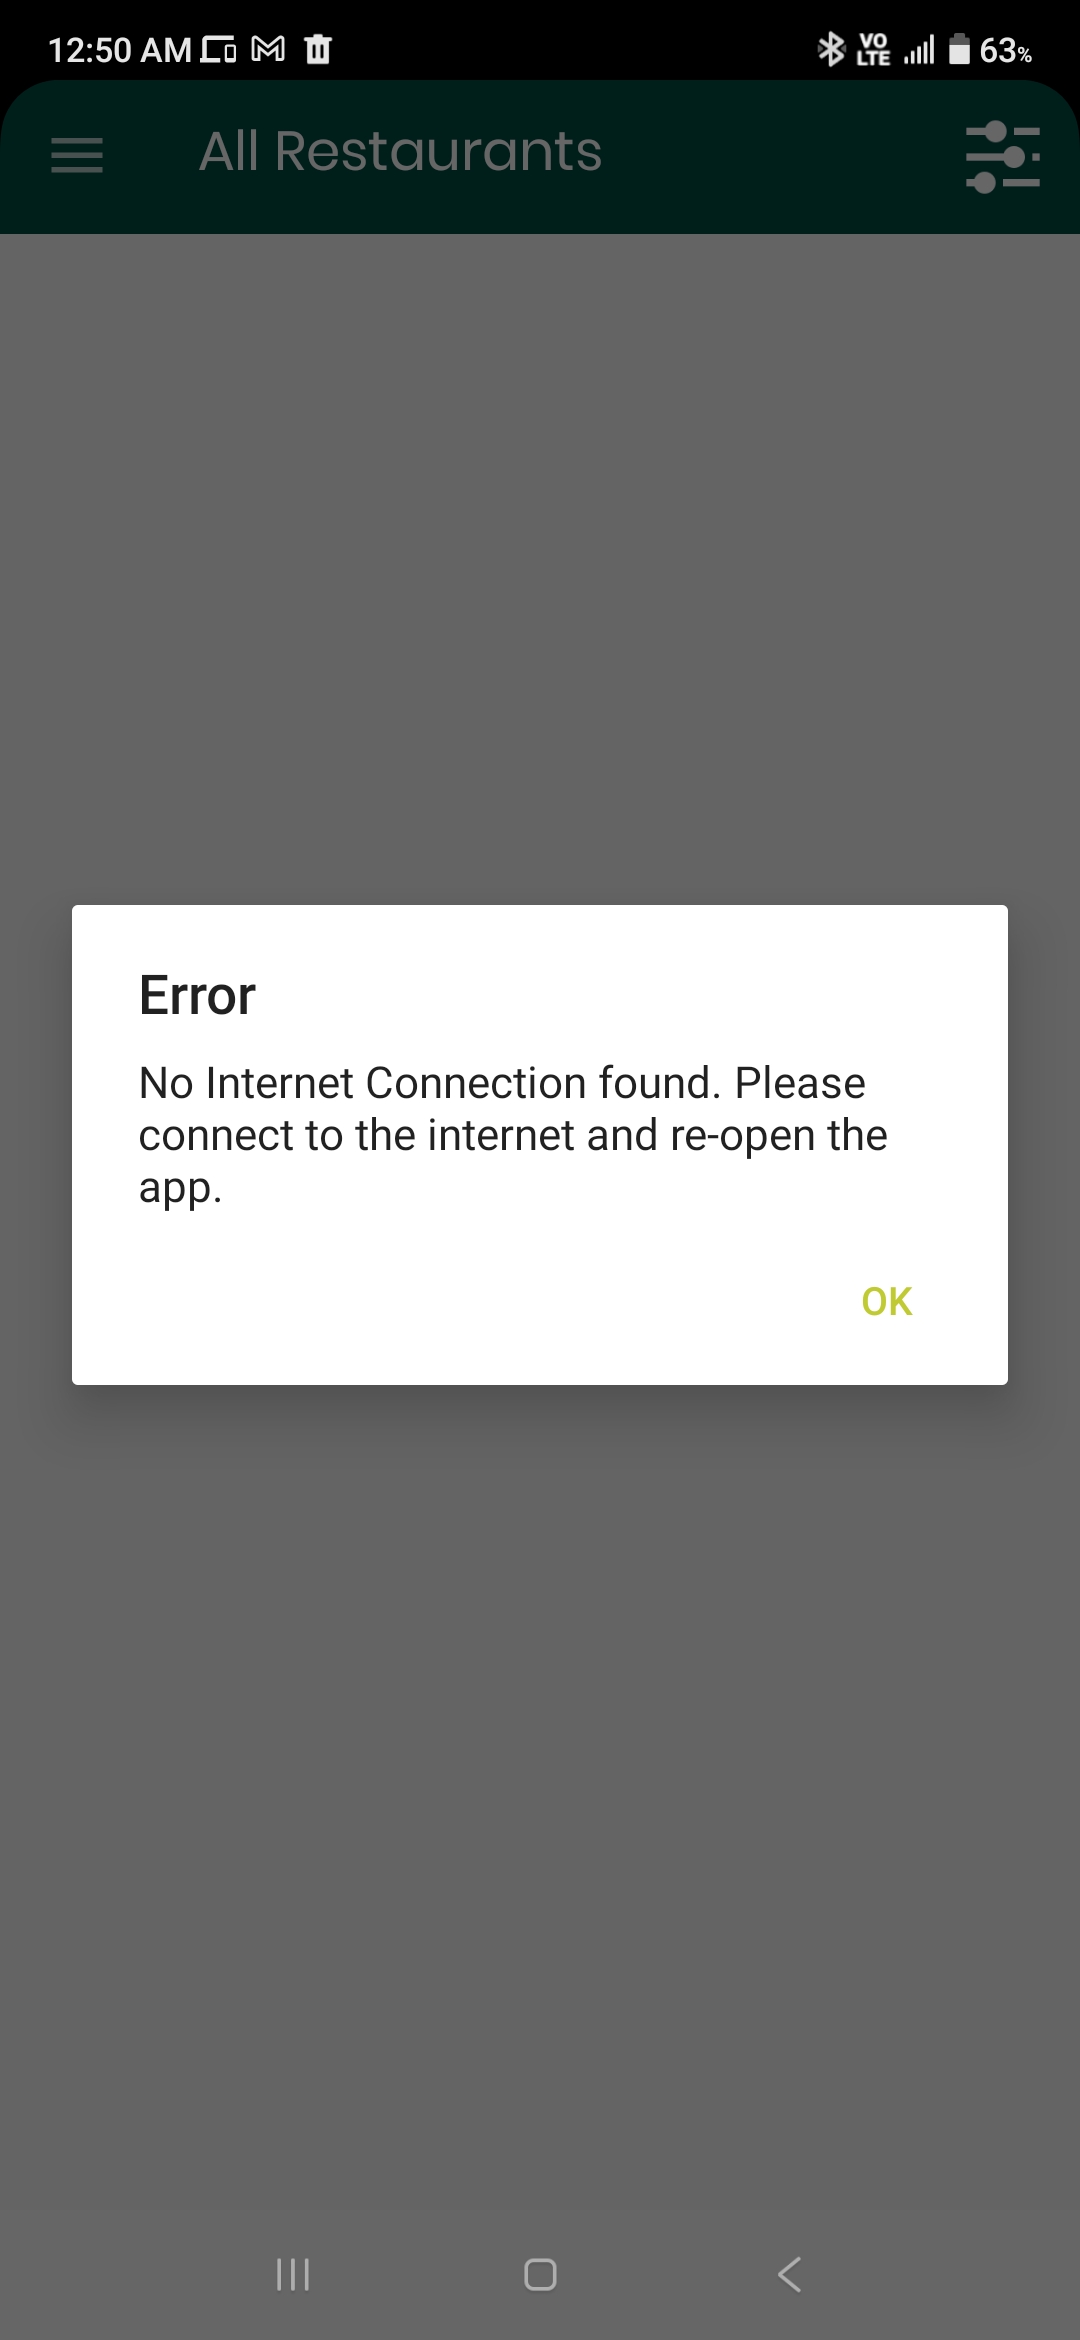 12:50 AM VO LTE 63%
All Restaurants
Error
No Internet Connection found. Please
connect to the internet and re-open the
app.
OK